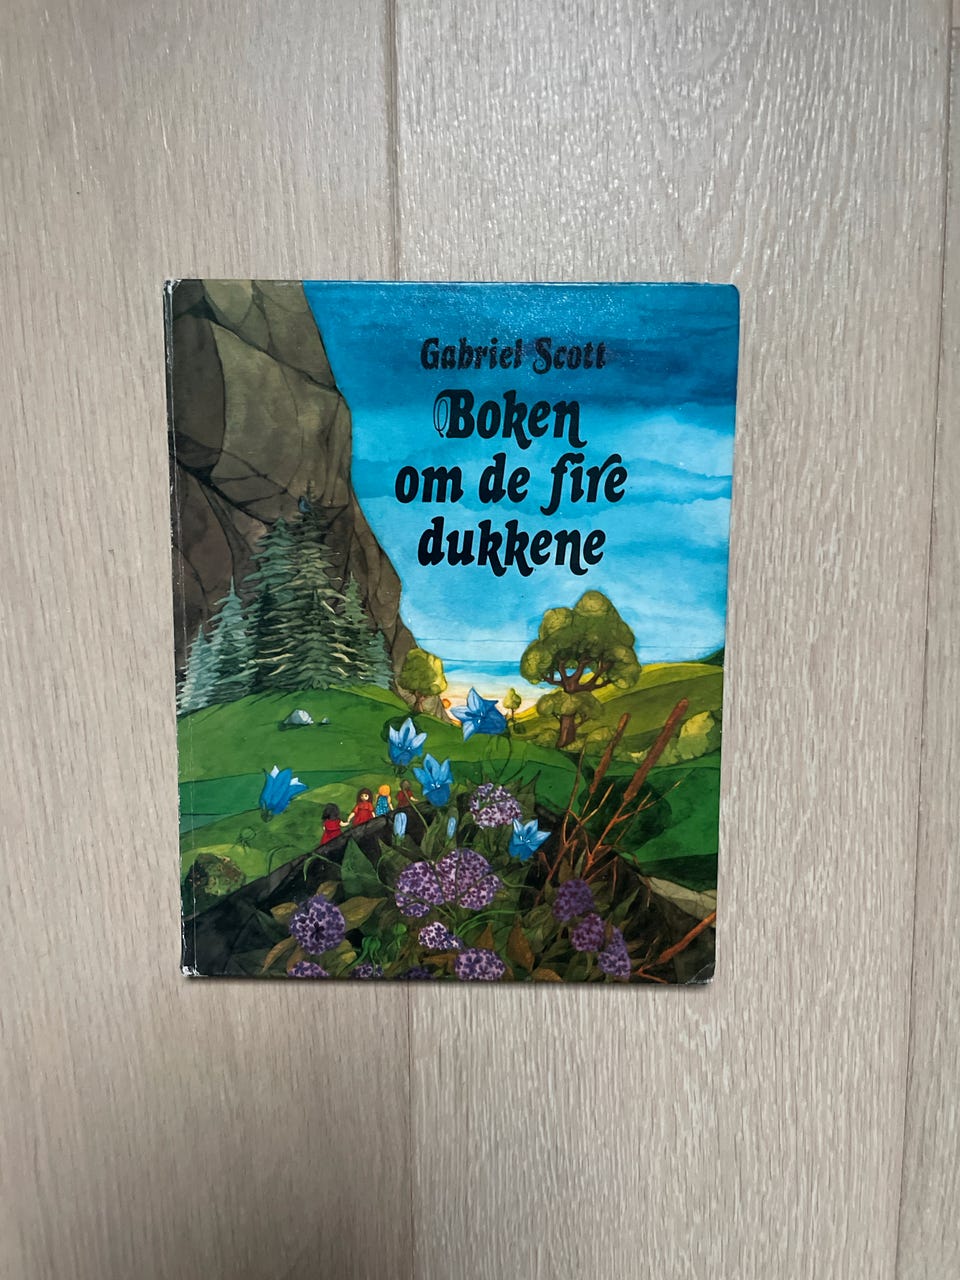 Gabriel Scott
Boken
om de fire
dukkene